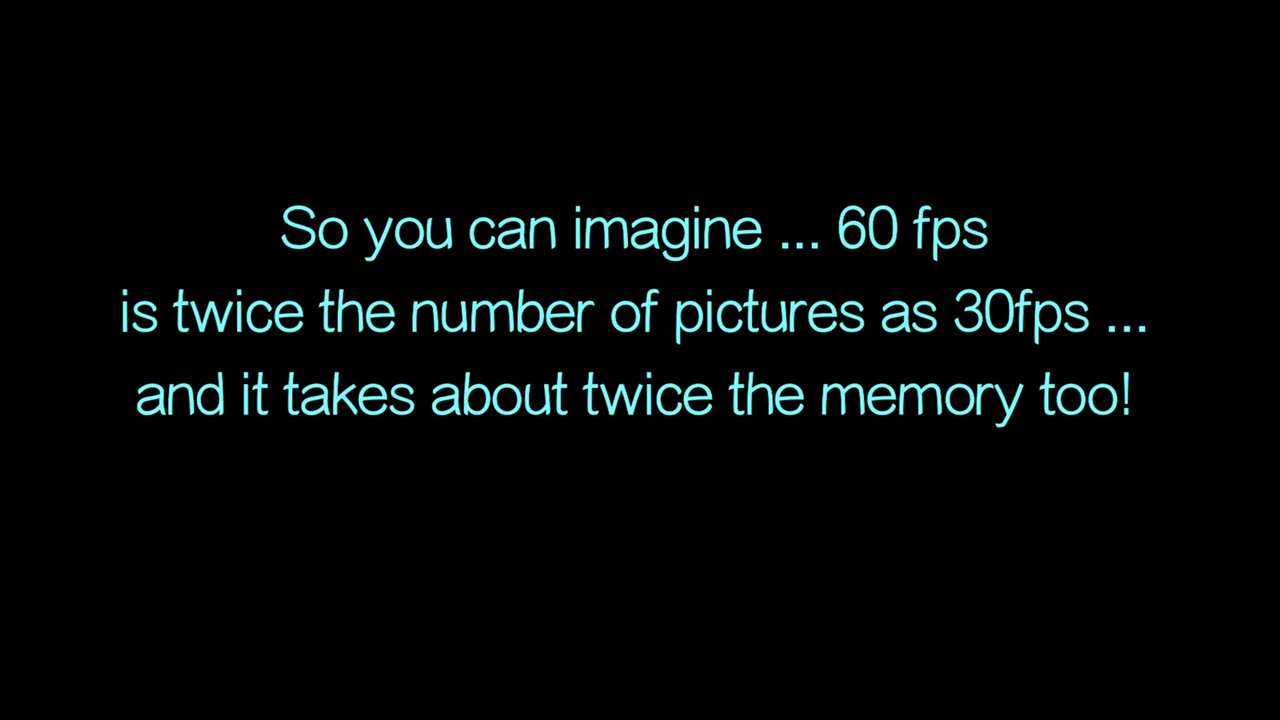 So you can imagine ... 60 fps
is twice the number of pictures as 30fps ...
and it takes about twice the memory too!